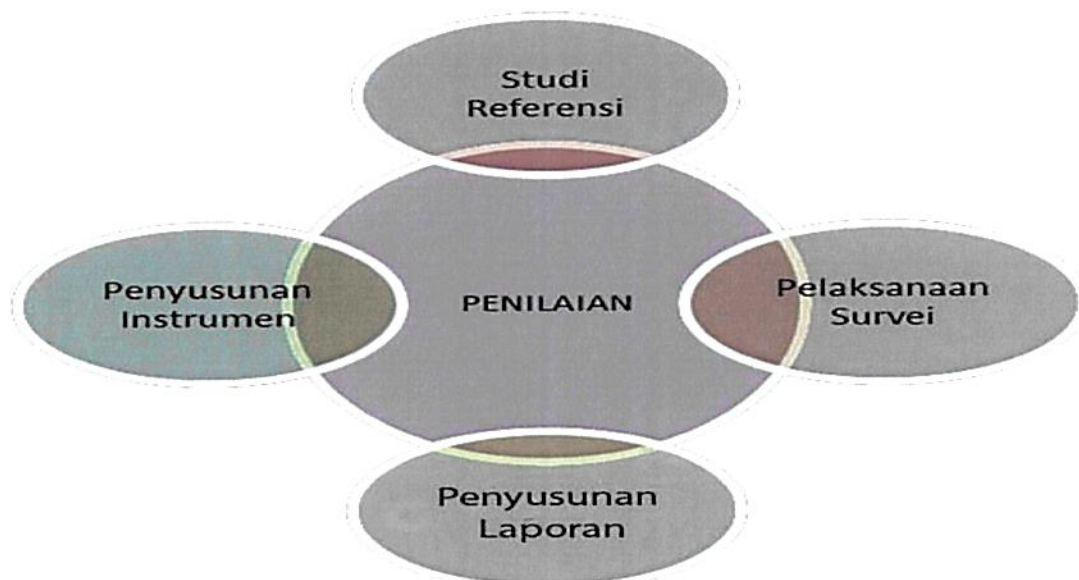 Studi
Referensi
Penyusunan
Instrumen
PENILAIAN
Pelaksanaan
Survei
Penyusunan
Laporan